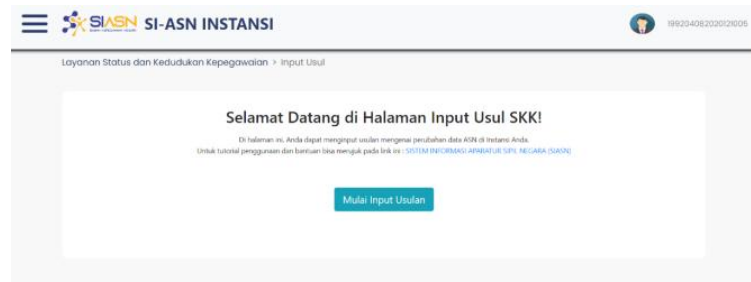 SIASN SI-ASN INSTANSI
Layanan Status dan Kedudukan Kepegawaian > Input Usul
Selamat Datang di Halaman Input Usul SKK!
Di halaman ini, Anda dapat menginput usulan mengenai perubahan data ASN di Instansi Anda.
Untuk tutorial penggunaan dan bantuan bisa merujuk pada link ini : SISTEM INFORMASI APARATUR SIPIL NEGARA (SIASN)
Mulai Input Usulan